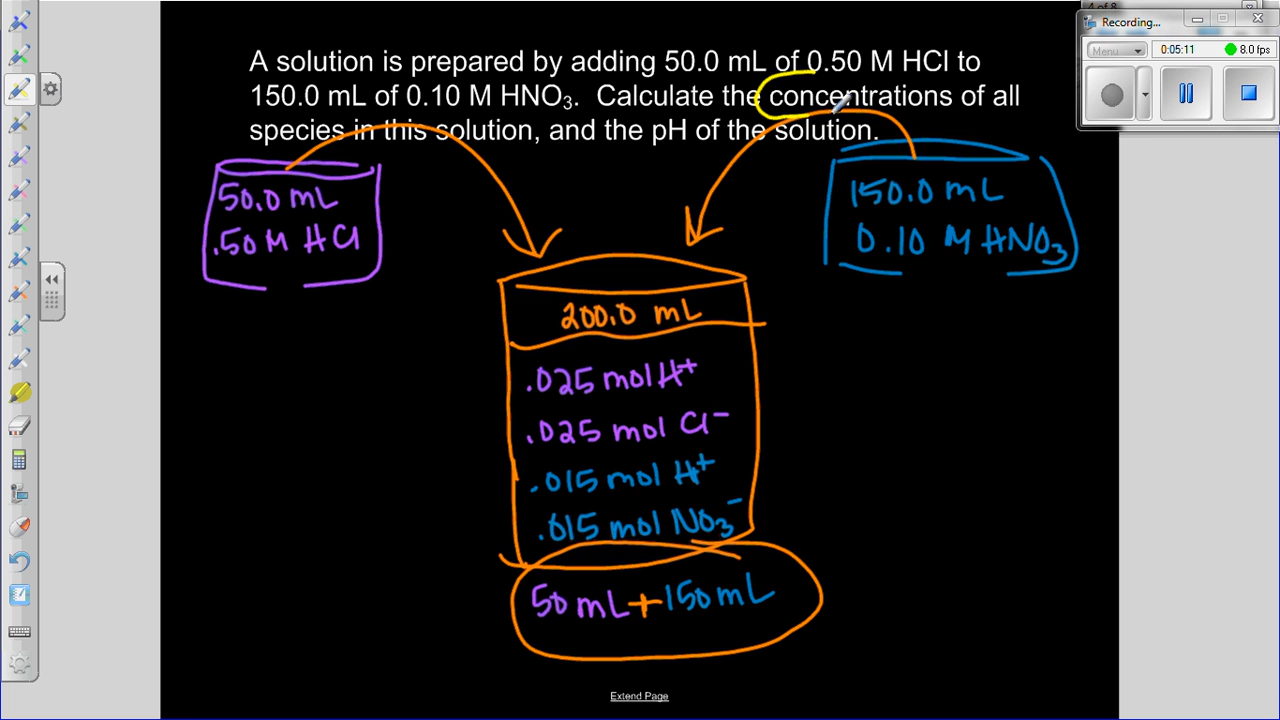 4 of 8
Recording...
Menu
0:05:11
8.0 fps
A solution is prepared by adding 50.0 mL of 0.50 M HCl to
150.0 mL of 0.10 M HNO₃. Calculate the concentrations of all
species in this solution, and the pH of the solution.
50.0 mL
.50 M HCl
150.0 mL
0.10 M HNO₃
200.0 mL
.025 mol H⁺
.025 mol Cl⁻
.015 mol H⁺
.015 mol NO₃⁻
50 mL + 150 mL
Extend Page